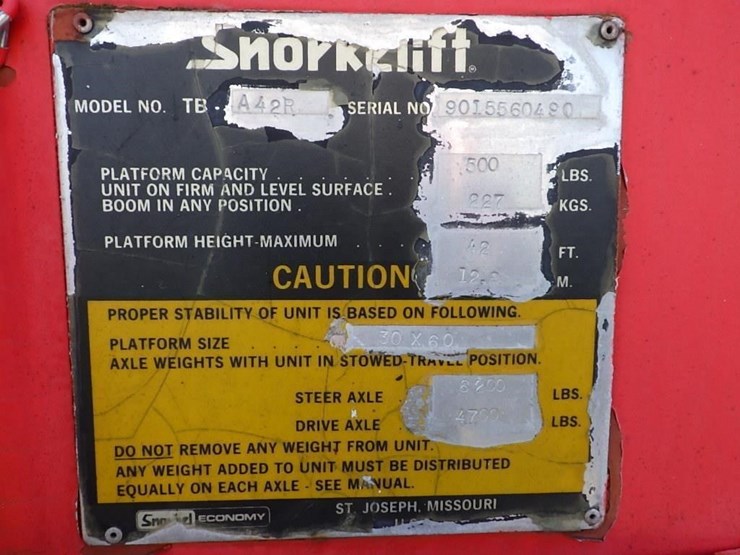 Snorkelift
MODEL NO. TB - A42R SERIAL NO 9015560490
PLATFORM CAPACITY . . . . . . . 500 LBS.
UNIT ON FIRM AND LEVEL SURFACE .
BOOM IN ANY POSITION . 227 KGS.
PLATFORM HEIGHT-MAXIMUM . . . . 42 FT.
CAUTION M.
PROPER STABILITY OF UNIT IS BASED ON FOLLOWING.
PLATFORM SIZE . . . . . 30 X 60
AXLE WEIGHTS WITH UNIT IN STOWED-TRAVEL POSITION.
STEER AXLE LBS.
DRIVE AXLE LBS.
DO NOT REMOVE ANY WEIGHT FROM UNIT.
ANY WEIGHT ADDED TO UNIT MUST BE DISTRIBUTED
EQUALLY ON EACH AXLE - SEE MANUAL.
Snorkel ECONOMY ST. JOSEPH, MISSOURI